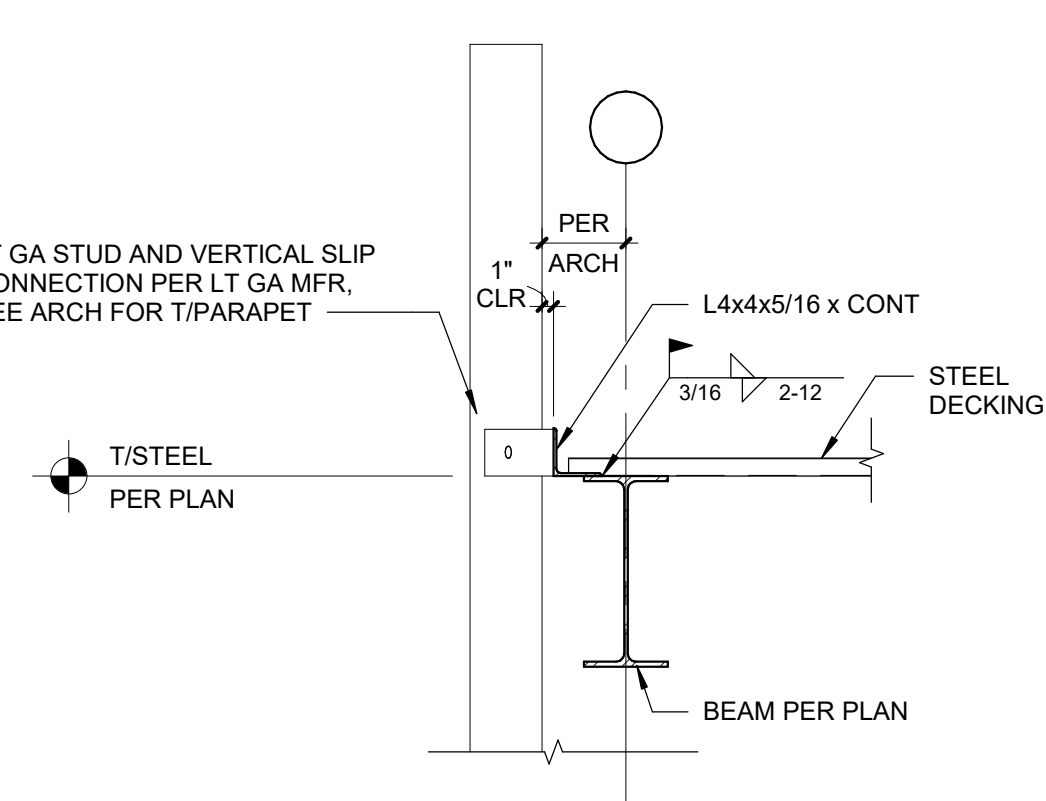 GA STUD AND VERTICAL SLIP
ONNECTION PER LT GA MFR,
EE ARCH FOR T/PARAPET
PER
ARCH
1"
CLR
L4x4x5/16 x CONT
3/16
2-12
STEEL
DECKING
T/STEEL
PER PLAN
BEAM PER PLAN